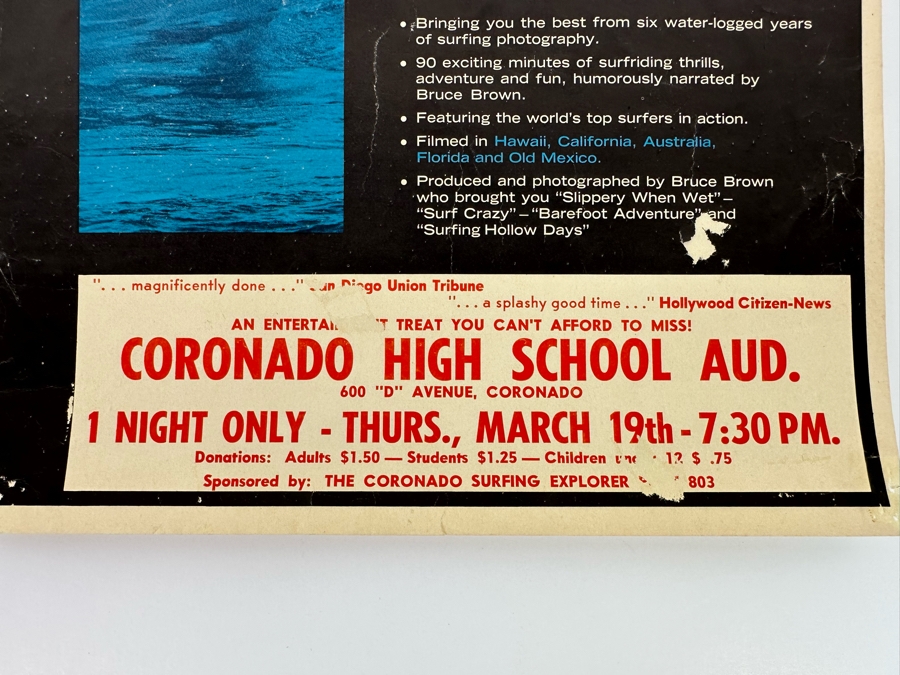 • Bringing you the best from six water-logged years
of surfing photography.
• 90 exciting minutes of surfriding thrills,
adventure and fun, humorously narrated by
Bruce Brown.
• Featuring the world's top surfers in action.
• Filmed in Hawaii, California, Australia,
Florida and Old Mexico.
• Produced and photographed by Bruce Brown
who brought you “Slippery When Wet”–
“Surf Crazy”–“Barefoot Adventure” and
“Surfing Hollow Days”
"... magnificently done ..." San Diego Union Tribune
"... a splashy good time ..." Hollywood Citizen-News
AN TREAT YOU CAN'T AFFORD TO MISS!
CORONADO HIGH SCHOOL AUD.
600 "D" AVENUE, CORONADO
1 NIGHT ONLY - THURS., MARCH 19th - 7:30 PM.
Donations: Adults $1.50 — Students $1.25 — Children 12 $ .75
Sponsored by: THE CORONADO SURFING EXPLORER 803